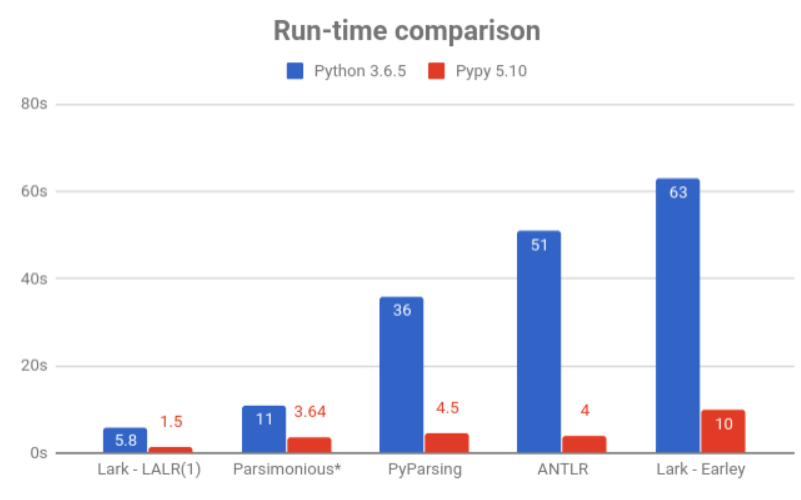 Run-time comparison
Python 3.6.5 Pypy 5.10
80s
60s
40s
20s
0s
5.8 1.5 11 3.64 36 4.5 51 4 63 10
Lark - LALR(1) Parsimonious* PyParsing ANTLR Lark - Earley